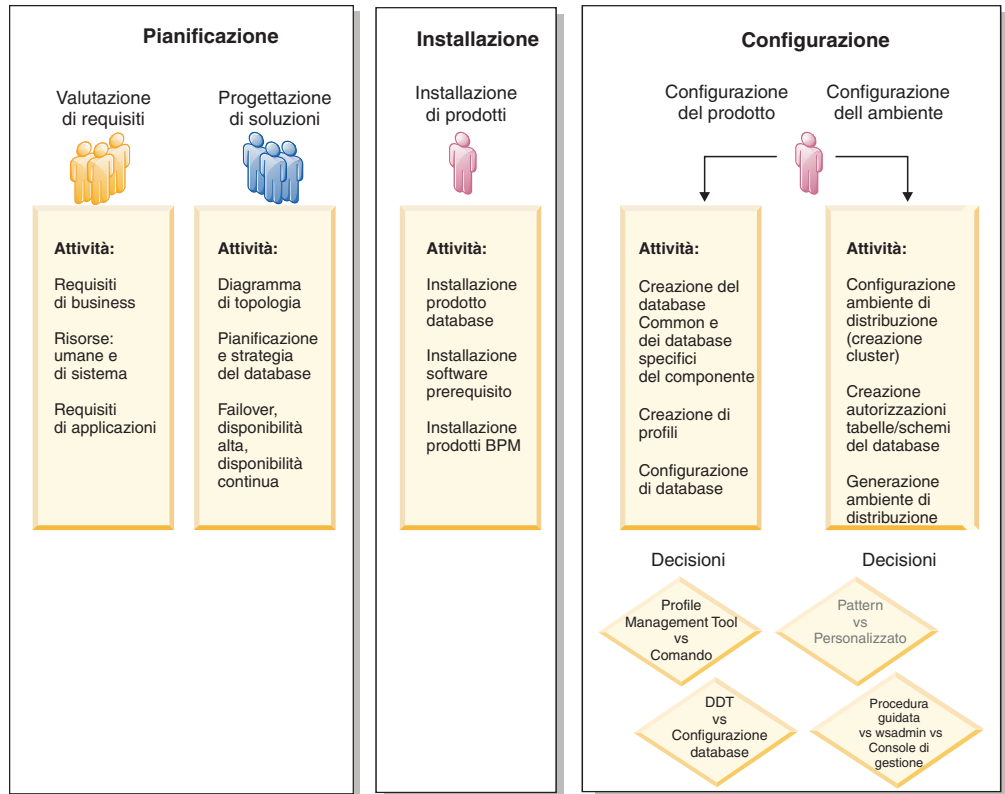 Pianificazione
Valutazione
di requisiti
Progettazione
di soluzioni
Attività:
Requisiti
di business
Risorse:
umane e
di sistema
Requisiti
di applicazioni
Attività:
Diagramma
di topologia
Pianificazione
e strategia
del database
Failover,
disponibilità
alta,
disponibilità
continua
Installazione
Installazione
di prodotti
Attività:
Installazione
prodotto
database
Installazione
software
prerequisito
Installazione
prodotti BPM
Configurazione
Configurazione
del prodotto
Configurazione
dell ambiente
Attività:
Creazione del
database
Common e
dei database
specifici
del componente
Creazione di
profili
Configurazione
di database
Attività:
Configurazione
ambiente di
distribuzione
(creazione
cluster)
Creazione
autorizzazioni
tabelle/schemi
del database
Generazione
ambiente di
distribuzione
Decisioni
Profile
Management Tool
vs
Comando
DDT
vs
Configurazione
database
Decisioni
Pattern
vs
Personalizzato
Procedura
guidata
vs wsadmin vs
Console di
gestione